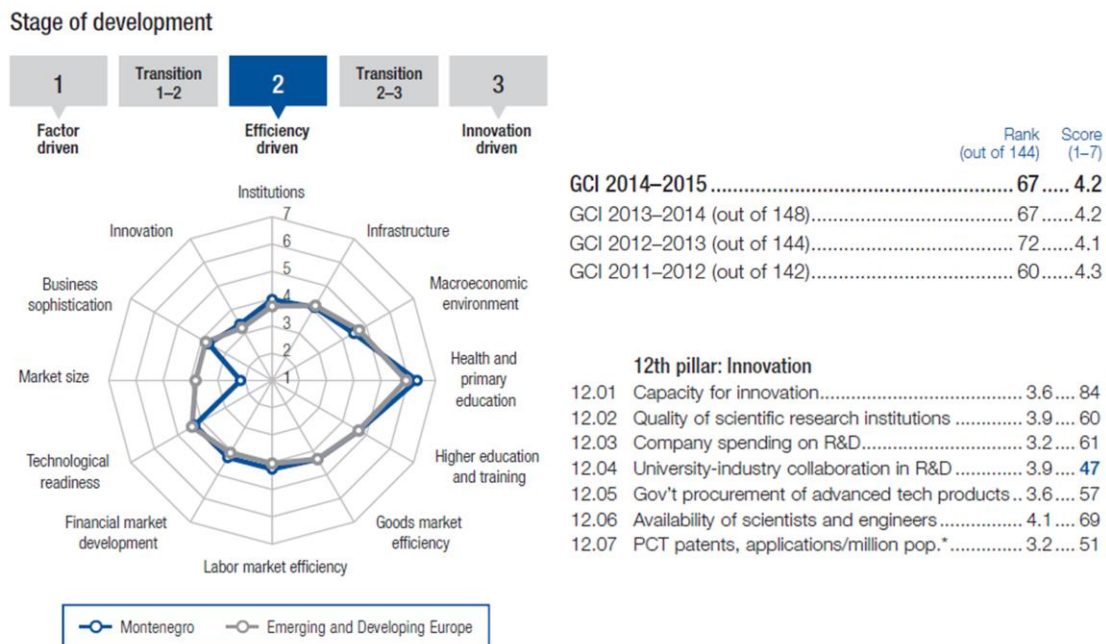 Stage of development
1
Transition
1–2
2
Transition
2–3
3
Factor
driven
Efficiency
driven
Innovation
driven
Institutions
Infrastructure
Macroeconomic
environment
Health and
primary
education
Higher education
and training
Goods market
efficiency
Labor market efficiency
Financial market
development
Technological
readiness
Market size
Business
sophistication
Innovation
7
6
5
4
3
2
1
Montenegro
Emerging and Developing Europe
Rank Score
(out of 144) (1–7)
GCI 2014–2015 ................................................ 67 ..... 4.2
GCI 2013–2014 (out of 148) ................................... 67 ...... 4.2
GCI 2012–2013 (out of 144) ................................... 72 ...... 4.1
GCI 2011–2012 (out of 142) ................................... 60 ...... 4.3
12th pillar: Innovation
12.01 Capacity for innovation ................................... 3.6 .... 84
12.02 Quality of scientific research institutions ............. 3.9 .... 60
12.03 Company spending on R&D ........................... 3.2 .... 61
12.04 University-industry collaboration in R&D ............ 3.9 .... 47
12.05 Gov't procurement of advanced tech products .. 3.6 .... 57
12.06 Availability of scientists and engineers ................ 4.1 .... 69
12.07 PCT patents, applications/million pop.* .............. 3.2 .... 51